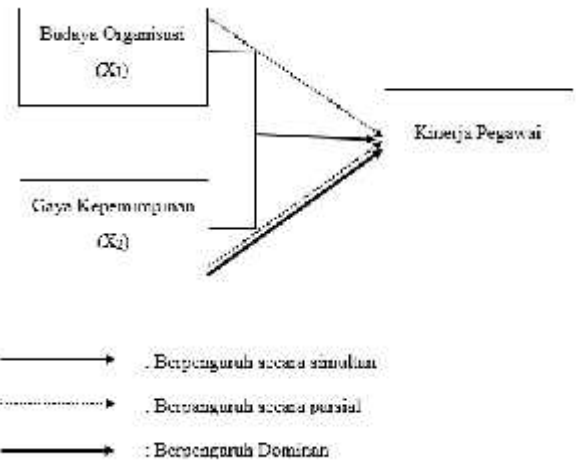 Budaya Organisasi
(X1)
Kinerja Pegawai
Gaya Kepemimpinan
(X2)
: Berpengaruh secara simultan
: Berpengaruh secara parsial
: Berpengaruh Dominan